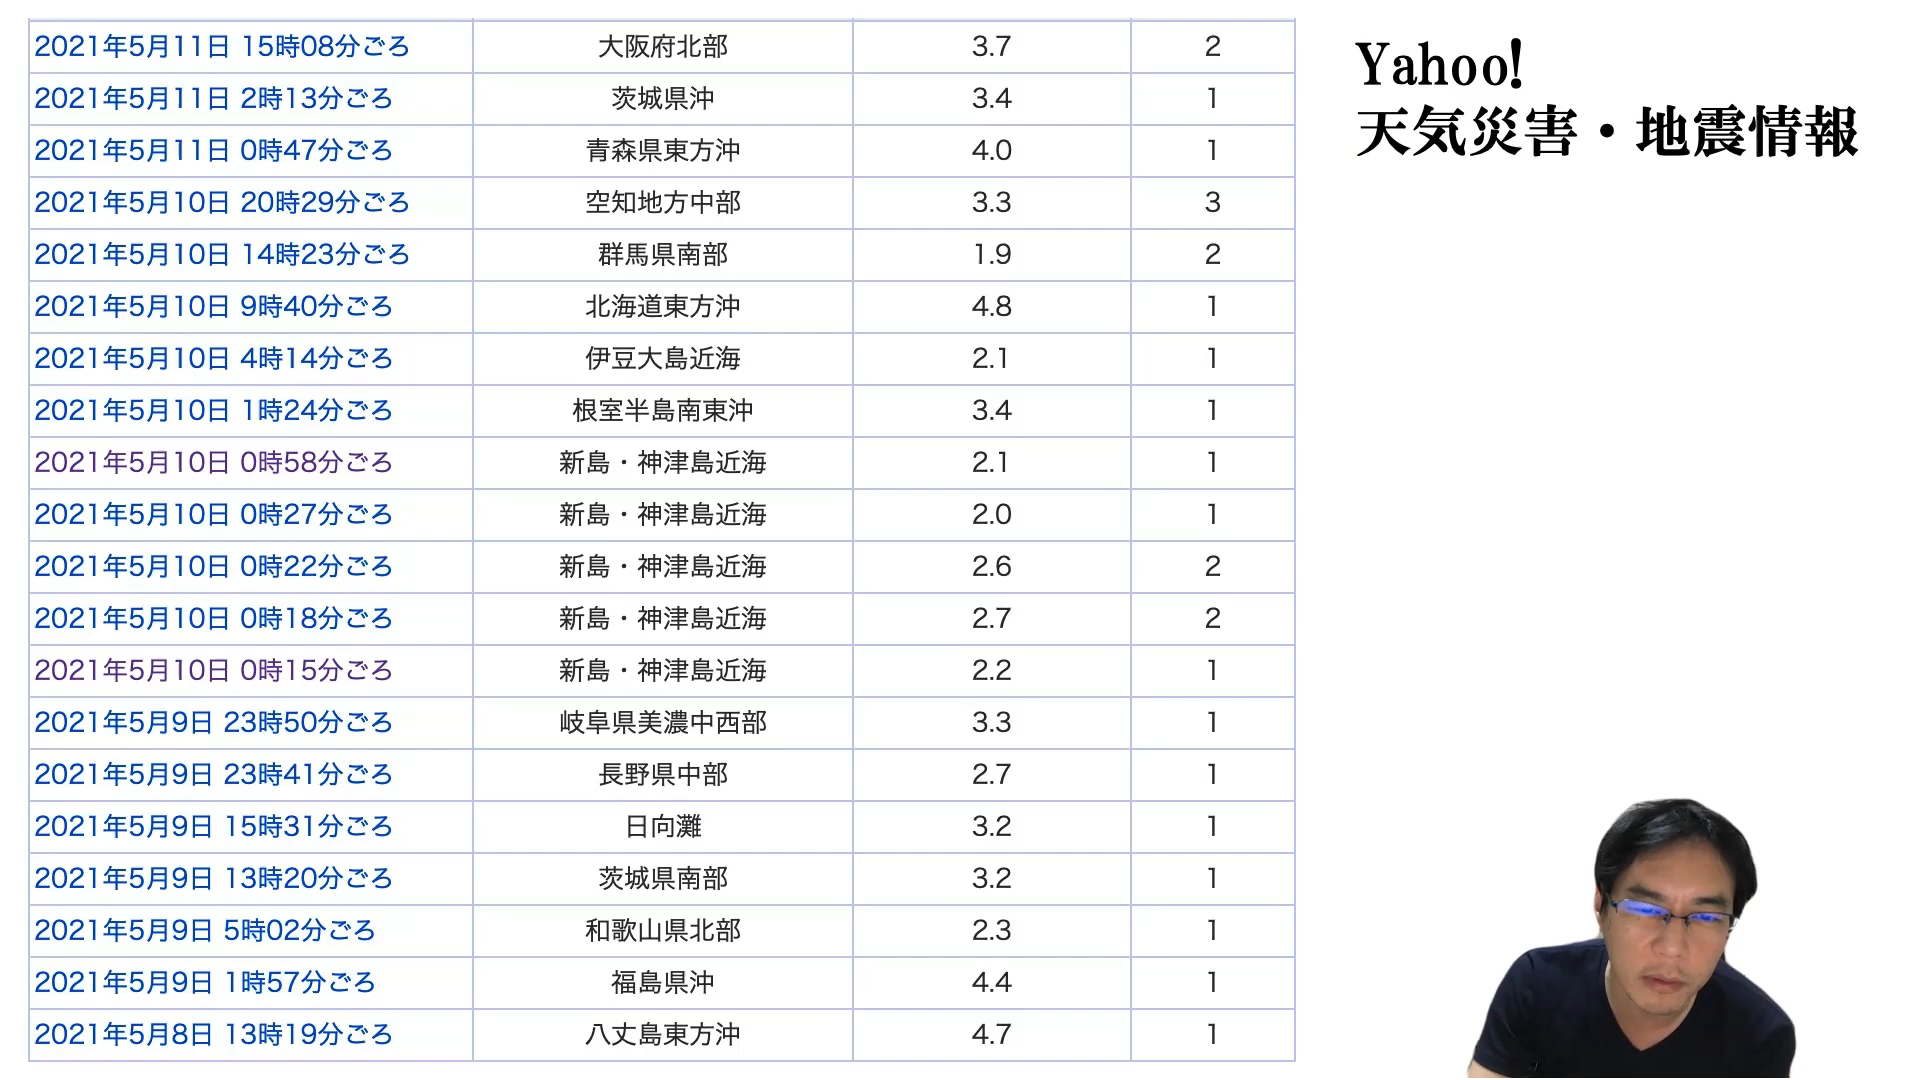 2021年5月11日 15時08分ごろ 大阪府北部 3.7 2
2021年5月11日 2時13分ごろ 茨城県沖 3.4 1
2021年5月11日 0時47分ごろ 青森県東方沖 4.0 1
2021年5月10日 20時29分ごろ 空知地方中部 3.3 3
2021年5月10日 14時23分ごろ 群馬県南部 1.9 2
2021年5月10日 9時40分ごろ 北海道東方沖 4.8 1
2021年5月10日 4時14分ごろ 伊豆大島近海 2.1 1
2021年5月10日 1時24分ごろ 根室半島南東沖 3.4 1
2021年5月10日 0時58分ごろ 新島・神津島近海 2.1 1
2021年5月10日 0時27分ごろ 新島・神津島近海 2.0 1
2021年5月10日 0時22分ごろ 新島・神津島近海 2.6 2
2021年5月10日 0時18分ごろ 新島・神津島近海 2.7 2
2021年5月10日 0時15分ごろ 新島・神津島近海 2.2 1
2021年5月9日 23時50分ごろ 岐阜県美濃中西部 3.3 1
2021年5月9日 23時41分ごろ 長野県中部 2.7 1
2021年5月9日 15時31分ごろ 日向灘 3.2 1
2021年5月9日 13時20分ごろ 茨城県南部 3.2 1
2021年5月9日 5時02分ごろ 和歌山県北部 2.3 1
2021年5月9日 1時57分ごろ 福島県沖 4.4 1
2021年5月8日 13時19分ごろ 八丈島東方沖 4.7 1
Yahoo!
天気災害・地震情報